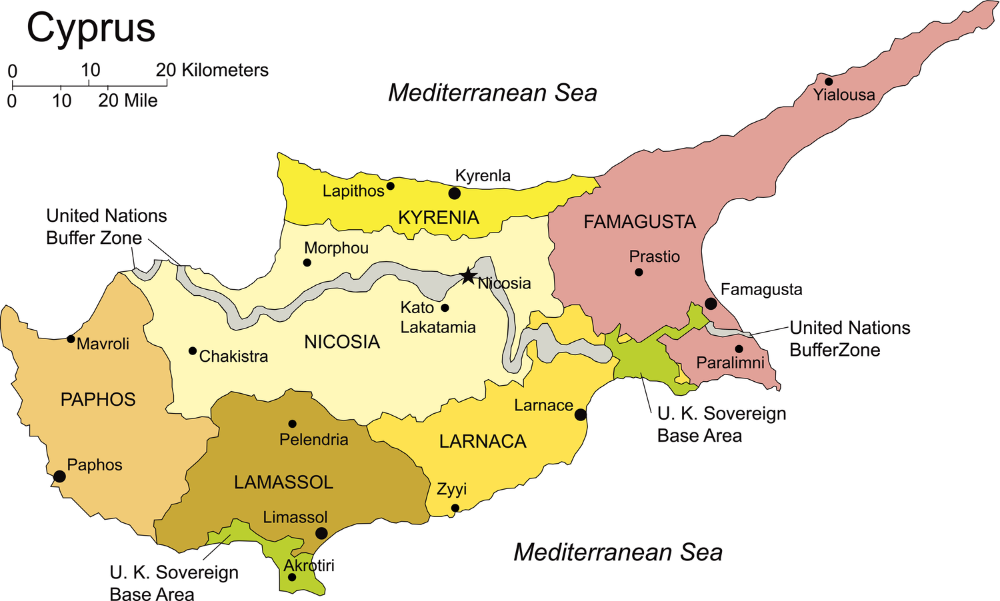 Cyprus
0 10 20 Kilometers
0 10 20 Mile
Mediterranean Sea
Yialousa
Kyrenla
Lapithos
KYRENIA
FAMAGUSTA
United Nations
Buffer Zone
Morphou
Prastio
Nicosia
Famagusta
Kato
Lakatamia
United Nations
BufferZone
NICOSIA
Mavroli
Chakistra
Paralimni
PAPHOS
Larnace
U. K. Sovereign
Base Area
Pelendria
LARNACA
Paphos
LAMASSOL
Zyyi
Limassol
Mediterranean Sea
Akrotiri
U. K. Sovereign
Base Area